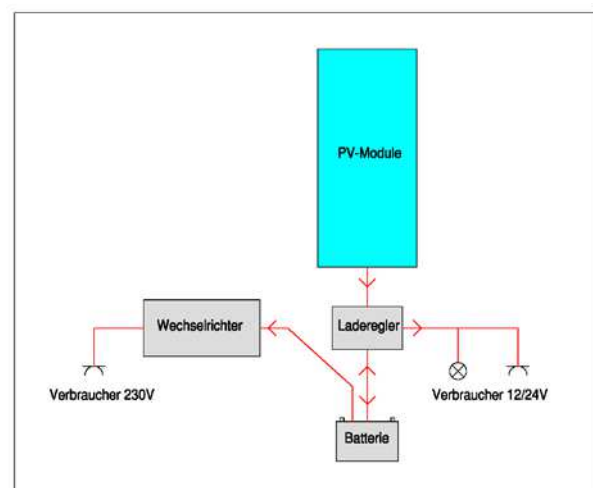 PV-Module
Wechselrichter
Laderegler
Verbraucher 230V
Verbraucher 12/24V
Batterie